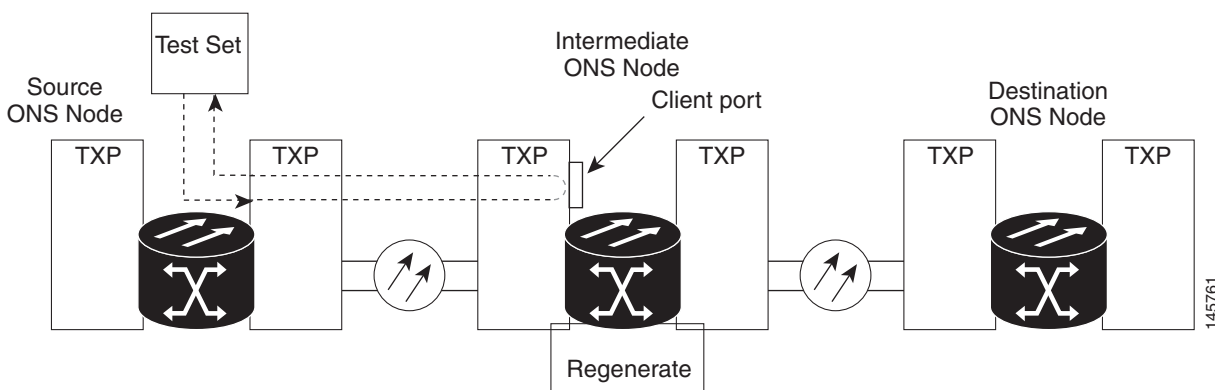 Test Set
Intermediate
ONS Node
Source
ONS Node
Client port
Destination
ONS Node
TXP
TXP
TXP
TXP
TXP
TXP
Regenerate
145761